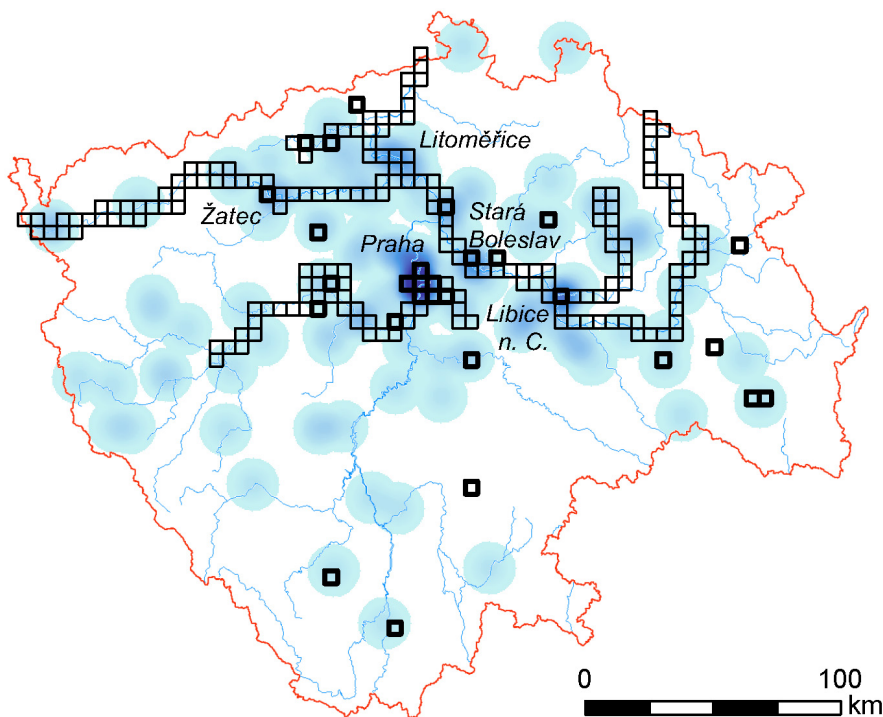 Litoměřice
Žatec
Stará
Boleslav
Praha
Libice
n. C.
0 100
km